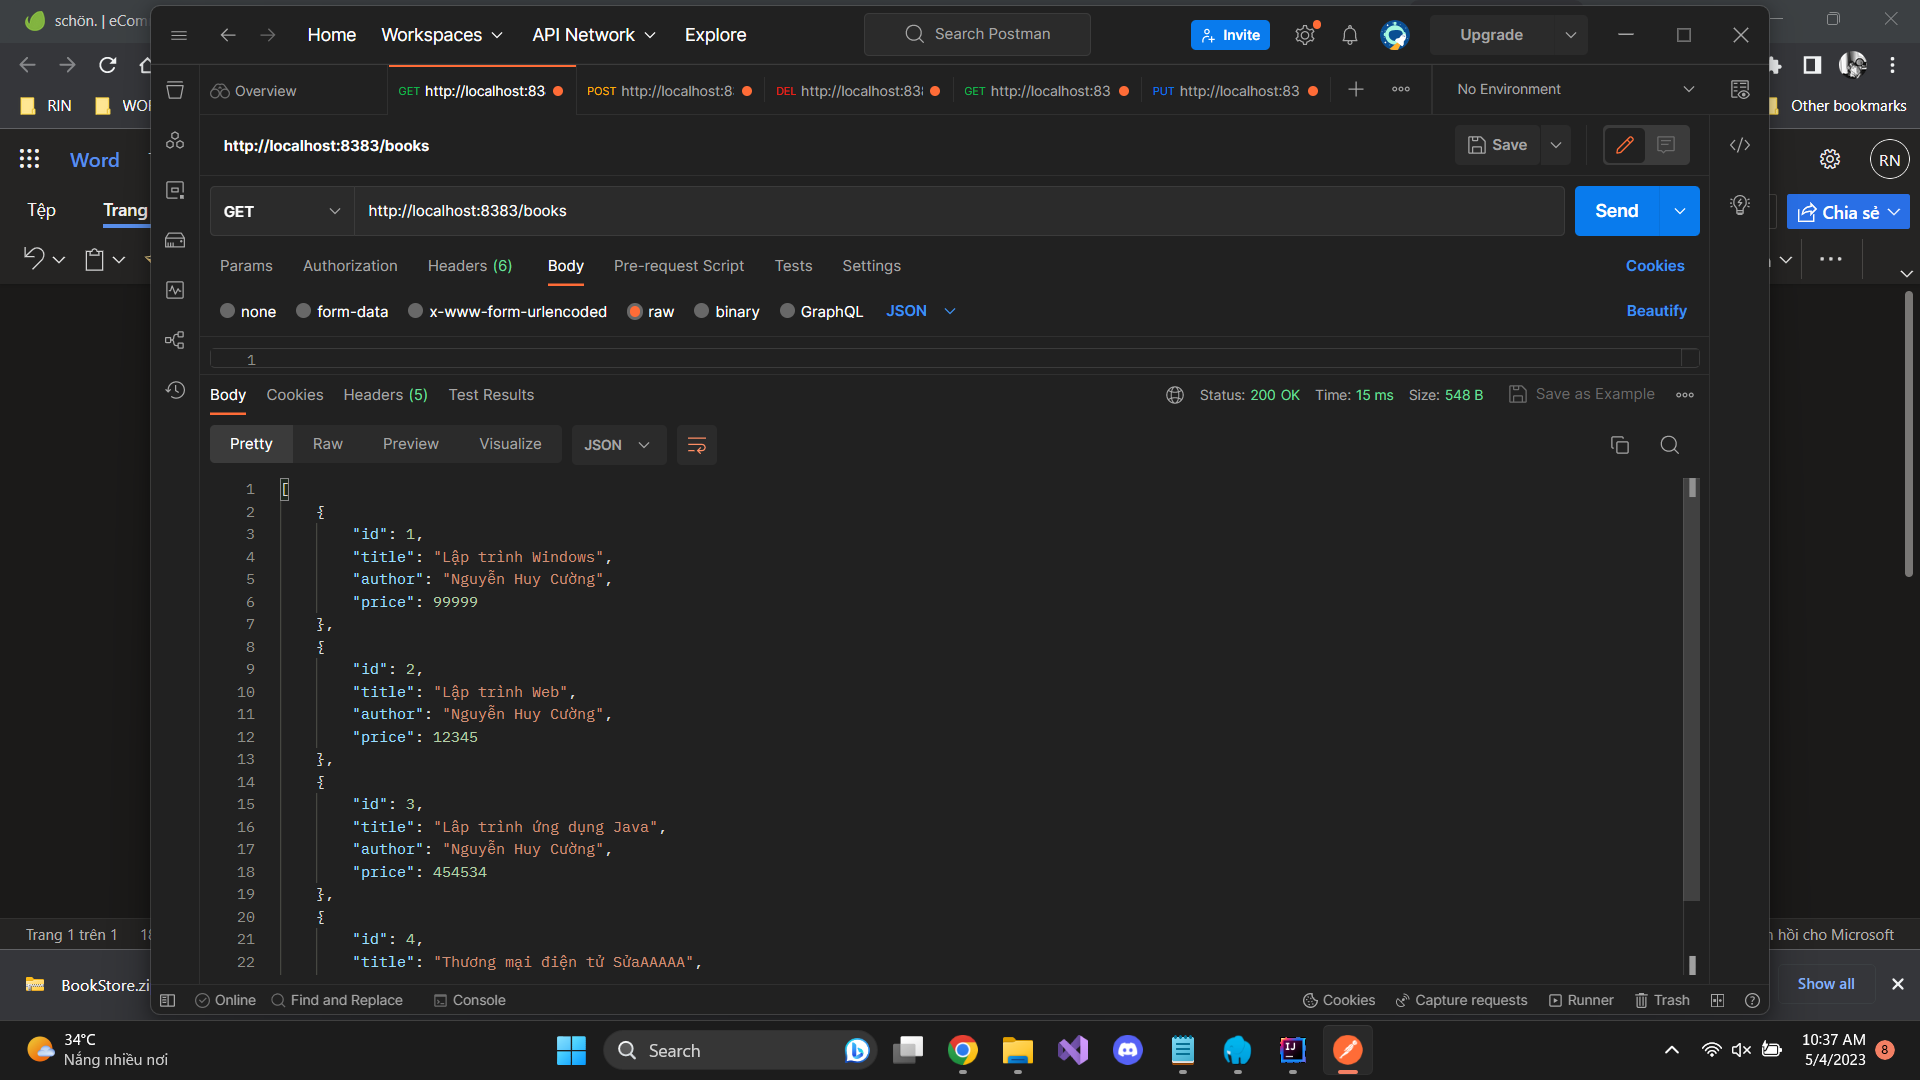 schön. | eCom
Home
Workspaces
API Network
Explore
Search Postman
Invite
Upgrade
RIN
Overview
GET http://localhost:83
POST http://localhost:8
DEL http://localhost:83
GET http://localhost:83
PUT http://localhost:83
No Environment
Other bookmarks
Word
http://localhost:8383/books
Save
RN
Tệp
Trang
GET
http://localhost:8383/books
Send
Chia sẻ
Params
Authorization
Headers (6)
Body
Pre-request Script
Tests
Settings
Cookies
none
form-data
x-www-form-urlencoded
raw
binary
GraphQL
JSON
Beautify
1
Body
Cookies
Headers (5)
Test Results
Status: 200 OK
Time: 15 ms
Size: 548 B
Save as Example
Pretty
Raw
Preview
Visualize
JSON
1 [
2 {
3 "id": 1,
4 "title": "Lập trình Windows",
5 "author": "Nguyễn Huy Cường",
6 "price": 99999
7 },
8 {
9 "id": 2,
10 "title": "Lập trình Web",
11 "author": "Nguyễn Huy Cường",
12 "price": 12345
13 },
14 {
15 "id": 3,
16 "title": "Lâp trình ứng dụng Java",
17 "author": "Nguyễn Huy Cường",
18 "price": 454534
19 },
20 {
21 "id": 4,
22 "title": "Thương mại điện tử SửaAAAAA",
Trang 1 trên 1
hồi cho Microsoft
BookStore.zi
Online
Find and Replace
Console
Cookies
Capture requests
Runner
Trash
Show all
34°C
Nắng nhiều nơi
Search
10:37 AM
5/4/2023
8